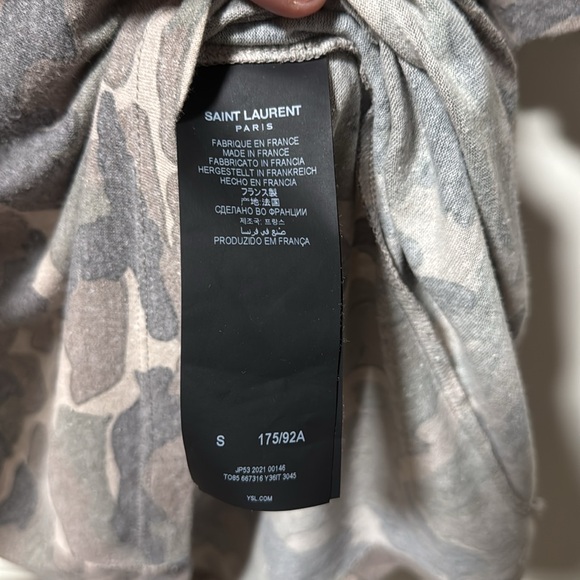 SAINT LAURENT
PARIS
FABRIQUE EN FRANCE
MADE IN FRANCE
FABBRICATO IN FRANCIA
HERGESTELLT IN FRANKREICH
HECHO EN FRANCIA
フランス製
产地:法国
СДЕЛАНО ВО ФРАНЦИИ
제조국: 프랑스
صنع في فرنسا
PRODUZIDO EM FRANÇA
S 175/92A
JP53 2021 00146
TO85 667316 Y36IT 3045
YSL.COM